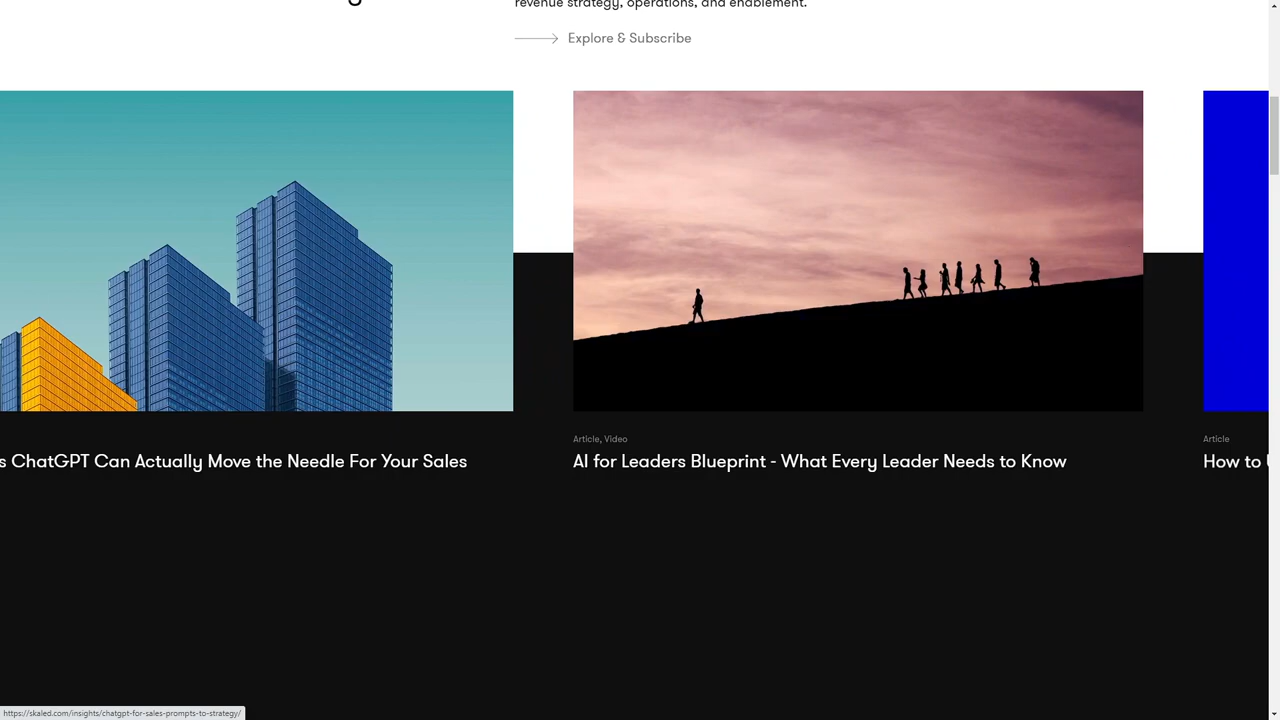 revenue strategy, operations, and enablement.
Explore & Subscribe
s ChatGPT Can Actually Move the Needle For Your Sales
Article, Video
AI for Leaders Blueprint - What Every Leader Needs to Know
Article
How to
https://skaled.com/insights/chatgpt-for-sales-prompts-to-strategy/